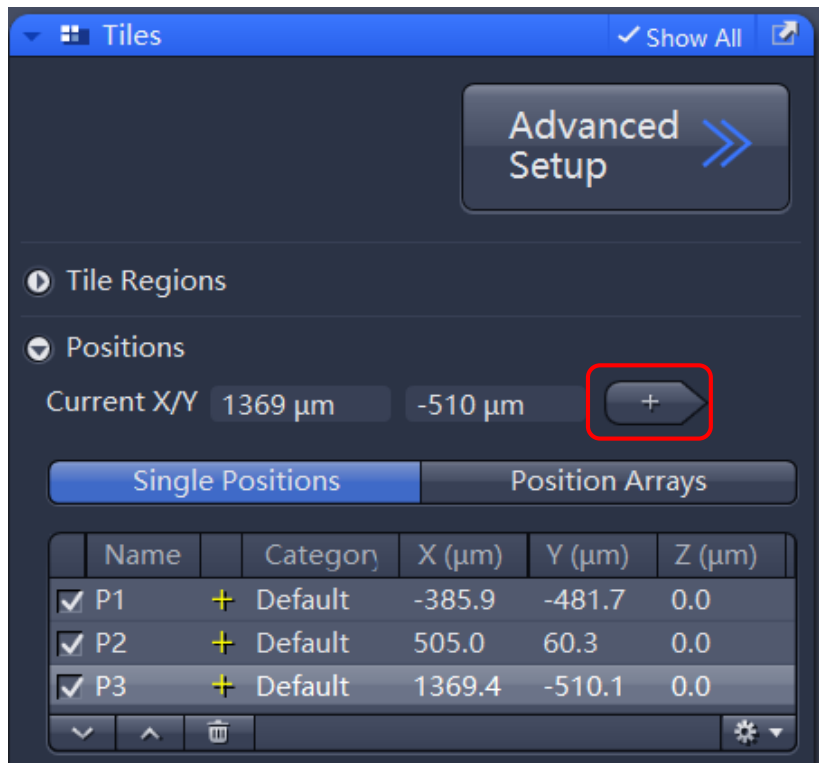 Tiles Show All
Advanced
Setup
Tile Regions
Positions
Current X/Y 1369 µm -510 µm +
Single Positions Position Arrays
Name Category X (µm) Y (µm) Z (µm)
P1 Default -385.9 -481.7 0.0
P2 Default 505.0 60.3 0.0
P3 Default 1369.4 -510.1 0.0